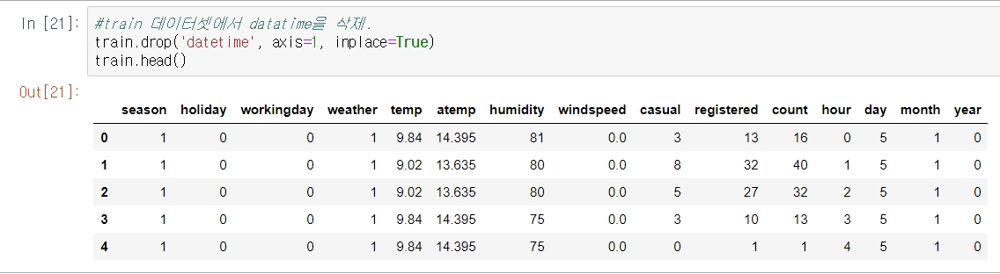 In [21]: #train 데이터셋에서 datatime을 삭제.
train.drop('datetime', axis=1, inplace=True)
train.head()
Out[21]:
season holiday workingday weather temp atemp humidity windspeed casual registered count hour day month year
0 1 0 0 1 9.84 14.395 81 0.0 3 13 16 0 5 1 0
1 1 0 0 1 9.02 13.635 80 0.0 8 32 40 1 5 1 0
2 1 0 0 1 9.02 13.635 80 0.0 5 27 32 2 5 1 0
3 1 0 0 1 9.84 14.395 75 0.0 3 10 13 3 5 1 0
4 1 0 0 1 9.84 14.395 75 0.0 0 1 1 4 5 1 0